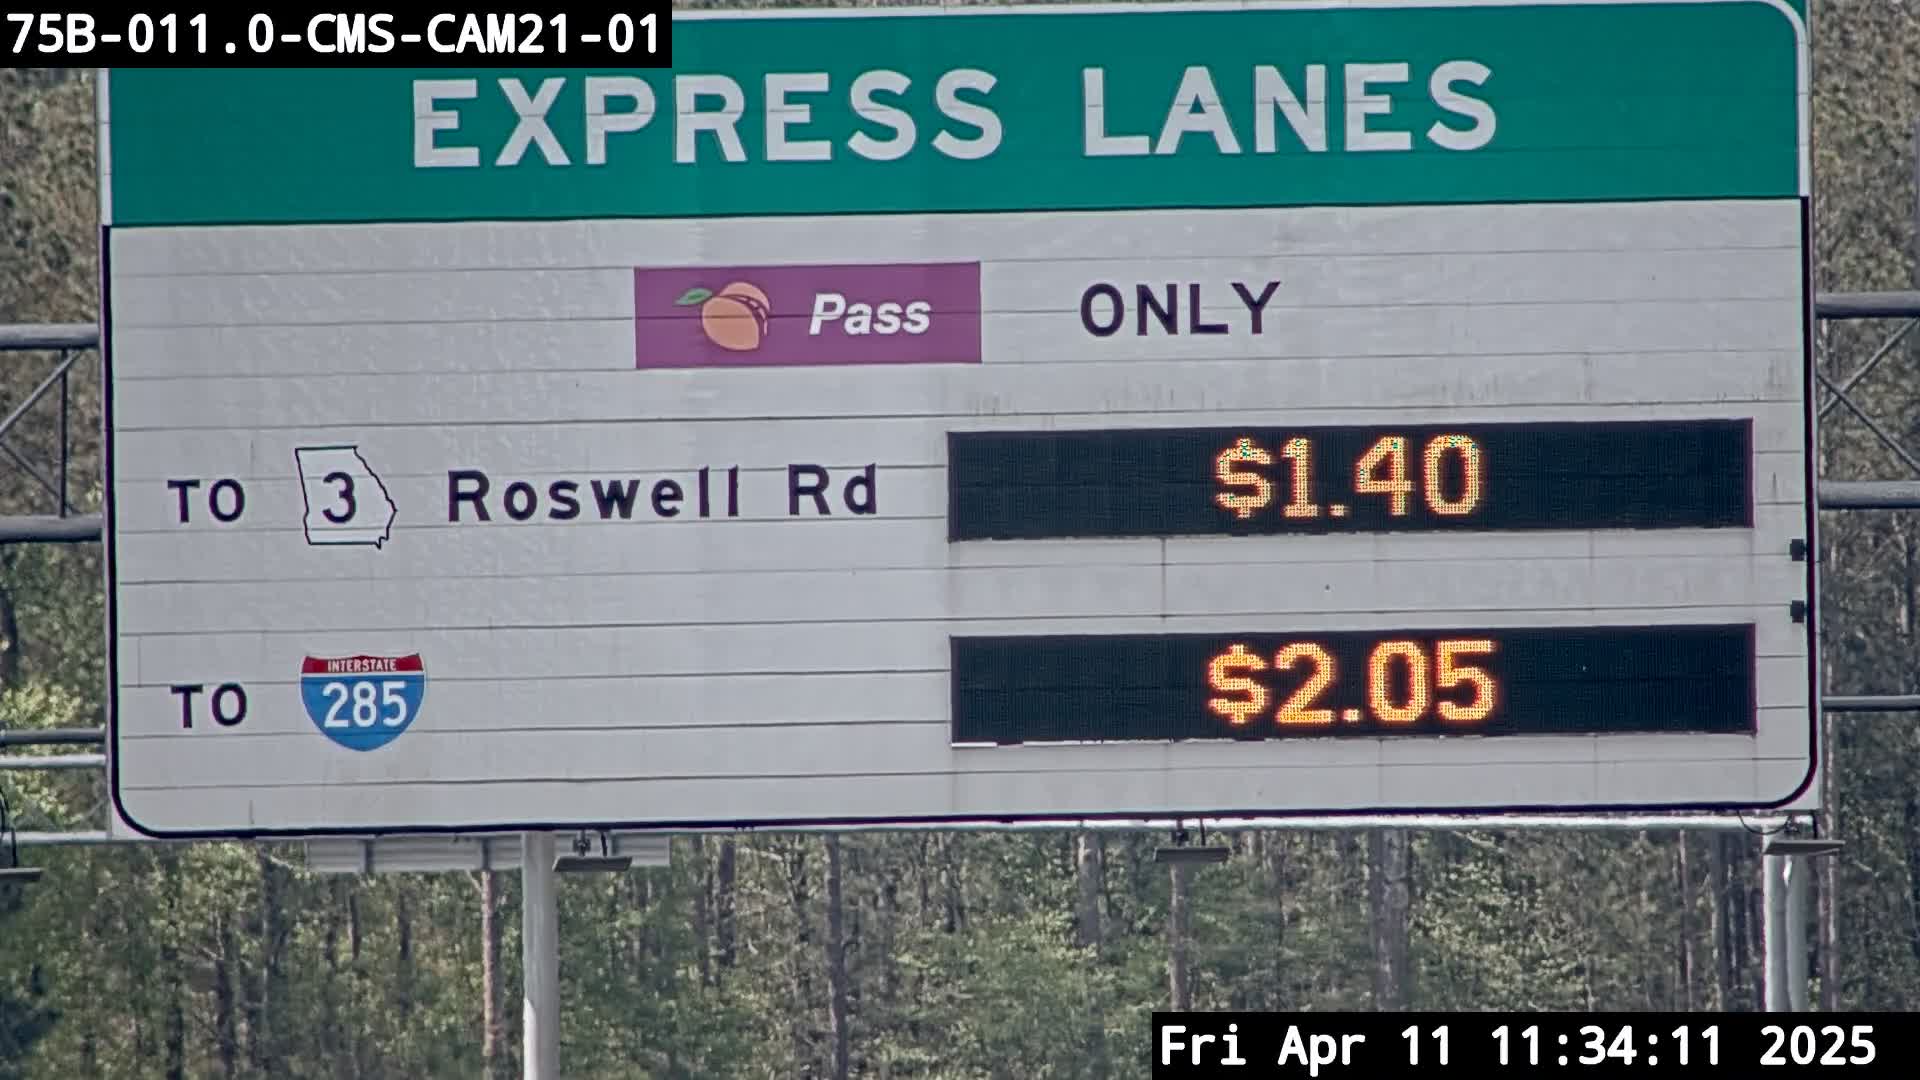 75B-011.0-CMS-CAM21-01
EXPRESS LANES
Pass ONLY
TO 3 Roswell Rd $1.40
TO INTERSTATE 285 $2.05
Fri Apr 11 11:34:11 2025